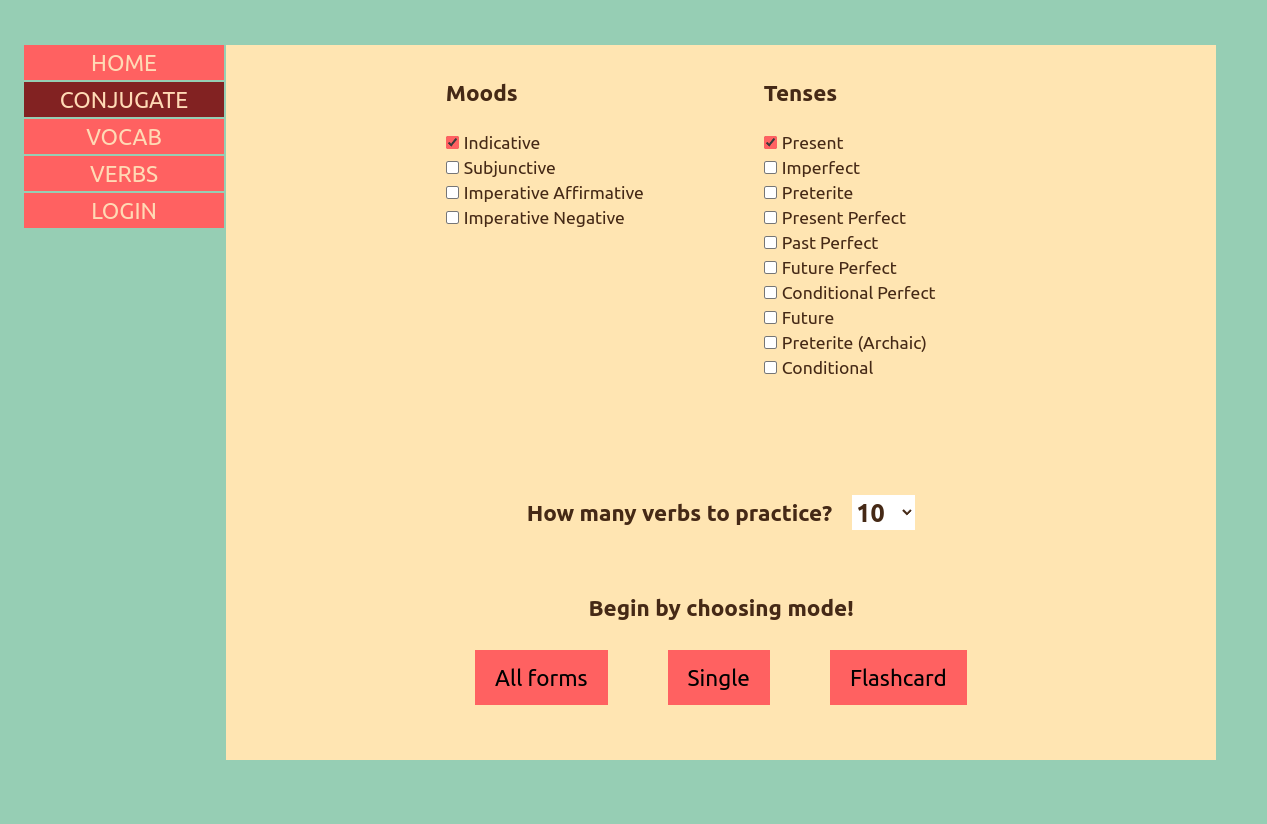 HOME
CONJUGATE
VOCAB
VERBS
LOGIN
Moods
Indicative
Subjunctive
Imperative Affirmative
Imperative Negative
Tenses
Present
Imperfect
Preterite
Present Perfect
Past Perfect
Future Perfect
Conditional Perfect
Future
Preterite (Archaic)
Conditional
How many verbs to practice? 10
Begin by choosing mode!
All forms Single Flashcard